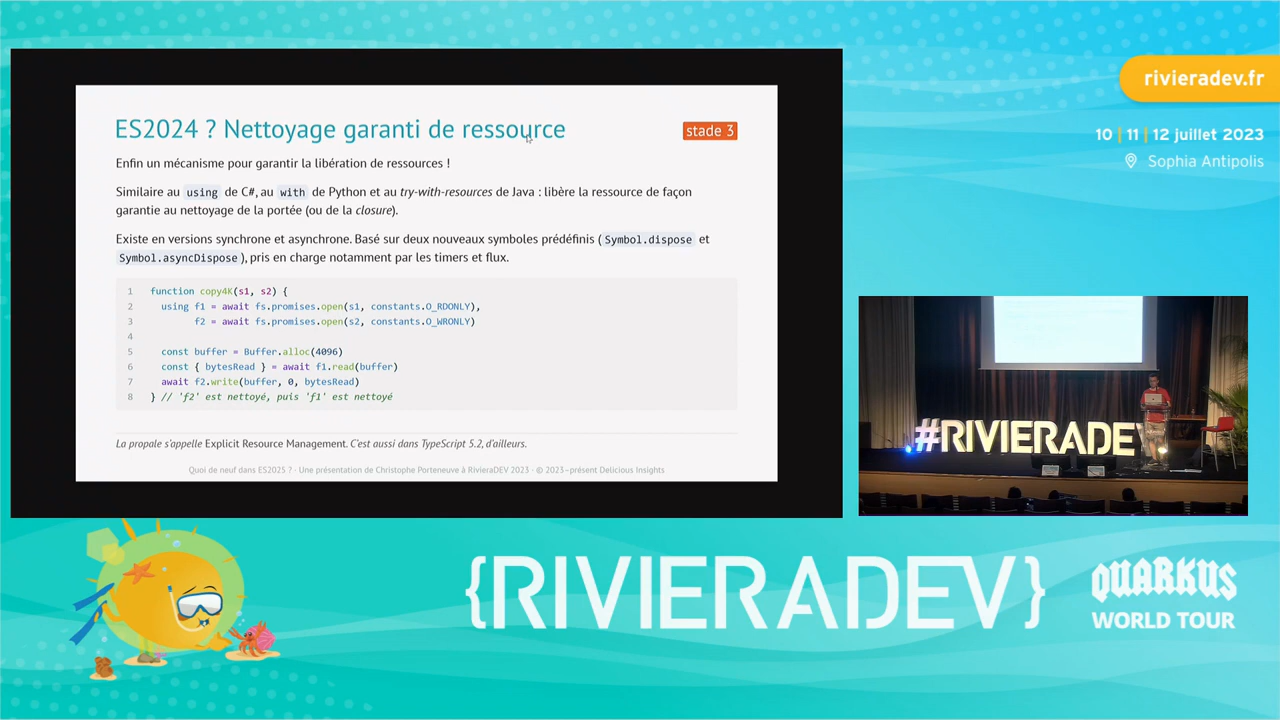 ES2024 ? Nettoyage garanti de ressource
stade 3
Enfin un mécanisme pour garantir la libération de ressources !
Similaire au using de C#, au with de Python et au try-with-resources de Java : libère la ressource de façon
garantie au nettoyage de la portée (ou de la closure).
Existe en versions synchrone et asynchrone. Basé sur deux nouveaux symboles prédéfinis ( Symbol.dispose et
Symbol.asyncDispose ), pris en charge notamment par les timers et flux.
1 function copy4K(s1, s2) {
2 using f1 = await fs.promises.open(s1, constants.O_RDONLY),
3 f2 = await fs.promises.open(s2, constants.O_WRONLY)
4
5 const buffer = Buffer.alloc(4096)
6 const { bytesRead } = await f1.read(buffer)
7 await f2.write(buffer, 0, bytesRead)
8 } // 'f2' est nettoyé, puis 'f1' est nettoyé
La propale s'appelle Explicit Resource Management. C'est aussi dans TypeScript 5.2, d'ailleurs.
Quoi de neuf dans ES2025 ? · Une présentation de Christophe Porteneuve à RivieraDEV 2023 · © 2023–présent Delicious Insights
rivieradev.fr
10 | 11 | 12 juillet 2023
Sophia Antipolis
#RIVIERADE
{RIVIERADEV}
QUARKUS
WORLD TOUR